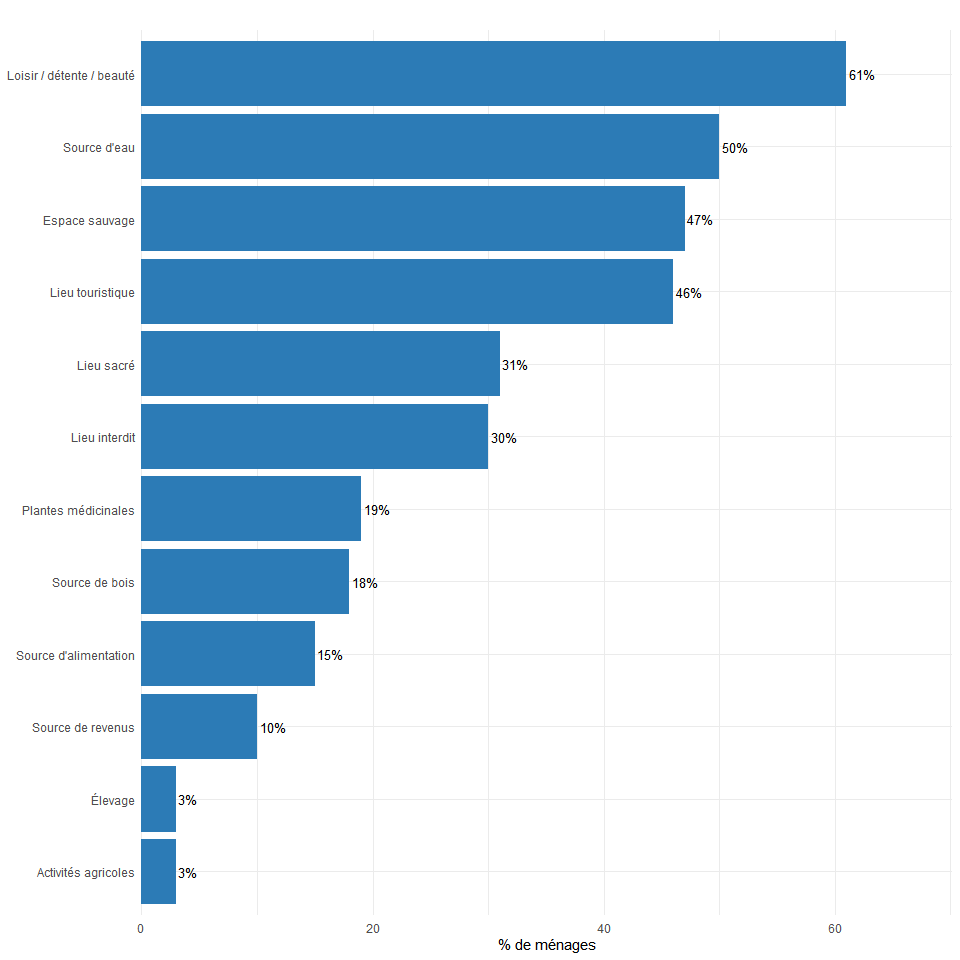 Loisir / détente / beauté 61%
Source d'eau 50%
Espace sauvage 47%
Lieu touristique 46%
Lieu sacré 31%
Lieu interdit 30%
Plantes médicinales 19%
Source de bois 18%
Source d'alimentation 15%
Source de revenus 10%
Élevage 3%
Activités agricoles 3%
0 20 40 60
% de ménages